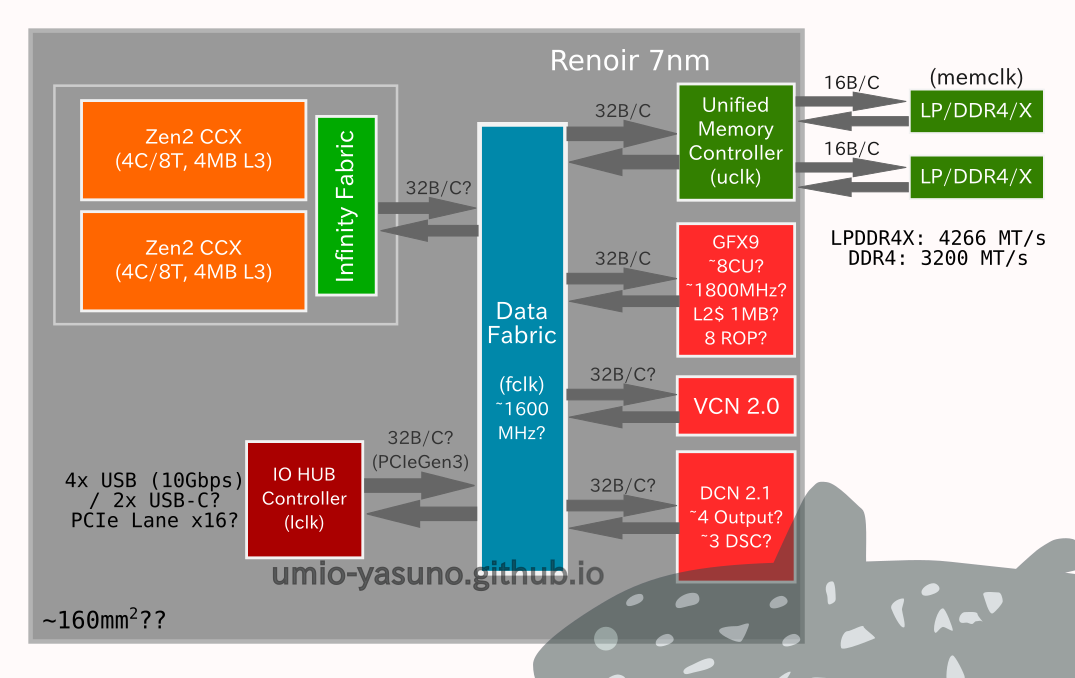 Renoir 7nm
Zen2 CCX
(4C/8T, 4MB L3)
Zen2 CCX
(4C/8T, 4MB L3)
Infinity Fabric
32B/C?
Data
Fabric
(fclk)
~1600
MHz?
32B/C
Unified
Memory
Controller
(uclk)
16B/C
16B/C
(memclk)
LP/DDR4/X
LP/DDR4/X
LPDDR4X: 4266 MT/s
DDR4: 3200 MT/s
32B/C
GFX9
~8CU?
~1800MHz?
L2$ 1MB?
8 ROP?
32B/C?
VCN 2.0
32B/C?
DCN 2.1
~4 Output?
~3 DSC?
32B/C?
(PCIeGen3)
IO HUB
Controller
(lclk)
4x USB (10Gbps)
/ 2x USB-C?
PCIe Lane x16?
umio-yasuno.github.io
~160mm²??